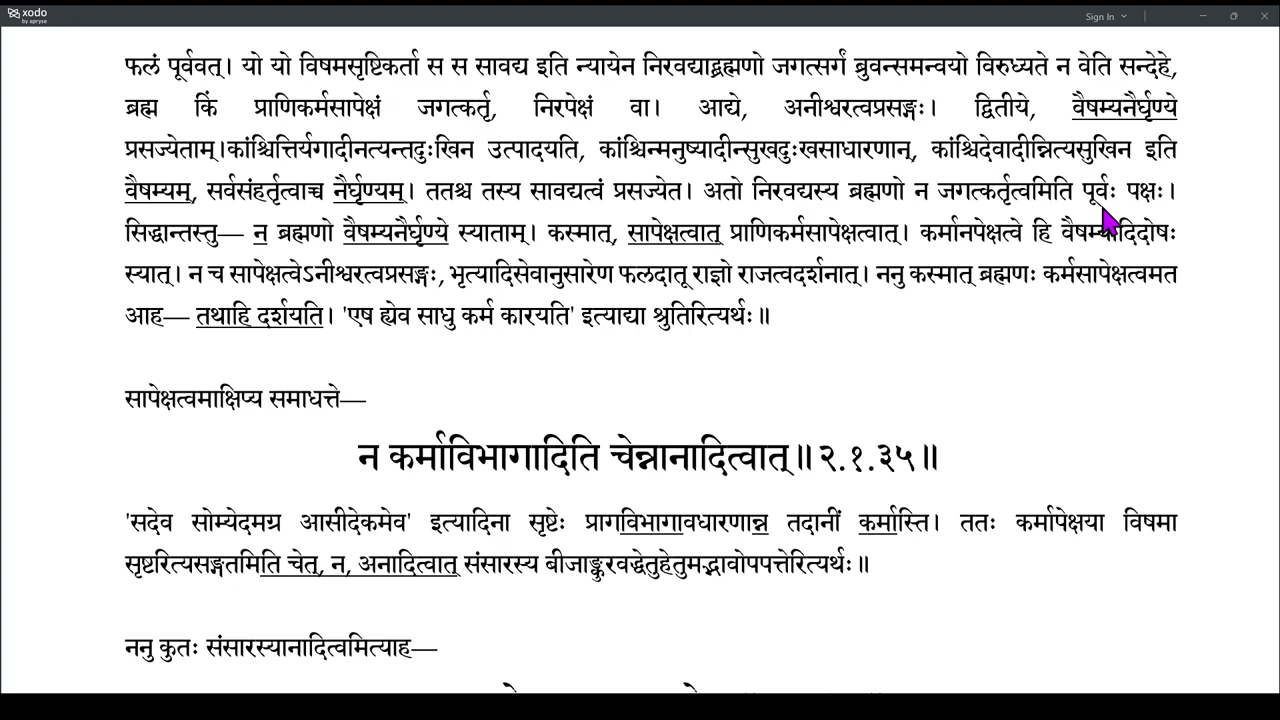 xodo
by apryse
Sign In
फलं पूर्ववत्। यो यो विषमसृष्टिकर्ता स स सावद्य इति न्यायेन निरवद्याद्ब्रह्मणो जगत्सर्गं ब्रुवन्समन्वयो विरुध्यते न वेति सन्देहे,
ब्रह्म किं प्राणिकर्मसापेक्षं जगत्कर्तृ, निरपेक्षं वा। आद्ये, अनीश्वरत्वप्रसङ्गः। द्वितीये, वैषम्यनैर्घृण्ये
प्रसज्येताम्।कांश्चित्तिर्यगादीनत्यन्तदुःखिन उत्पादयति, कांश्चिन्मनुष्यादीन्सुखदुःखसाधारणान्, कांश्चिद्देवादीन्नित्यसुखिन इति
वैषम्यम्, सर्वसंहर्तृत्वाच्च नैर्घृण्यम्। ततश्च तस्य सावद्यत्वं प्रसज्येत। अतो निरवद्यस्य ब्रह्मणो न जगत्कर्तृत्वमिति पूर्वः पक्षः।
सिद्धान्तस्तु— न ब्रह्मणो वैषम्यनैर्घृण्ये स्याताम्। कस्मात्, सापेक्षत्वात् प्राणिकर्मसापेक्षत्वात्। कर्मानपेक्षत्वे हि वैषम्यादिदोषः
स्यात्। न च सापेक्षत्वेऽनीश्वरत्वप्रसङ्गः, भृत्यादिसेवानुसारेण फलदातृ राज्ञो राजत्वदर्शनात्। ननु कस्मात् ब्रह्मणः कर्मसापेक्षत्वमत
आह— तथाहि दर्शयति। 'एष ह्येव साधु कर्म कारयति' इत्याद्या श्रुतिरित्यर्थः॥
सापेक्षत्वमाक्षिप्य समाधत्ते—
न कर्माविभागादिति चेन्नानादित्वात्॥२.१.३५॥
'सदेव सोम्येदमग्र आसीदेकमेव' इत्यादिना सृष्टेः प्रागविभागावधारणान्न तदानीं कर्मास्ति। ततः कर्मापेक्षया विषमा
सृष्टरित्यसङ्गतमिति चेत्, न, अनादित्वात् संसारस्य बीजाङ्कुरवद्धेतुहेतुमद्भावोपपत्तेरित्यर्थः॥
ननु कुतः संसारस्यानादित्वमित्याह—